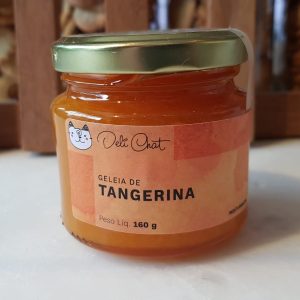 Deli Chat
GELEIA DE
TANGERINA
Peso Líq. 160 g